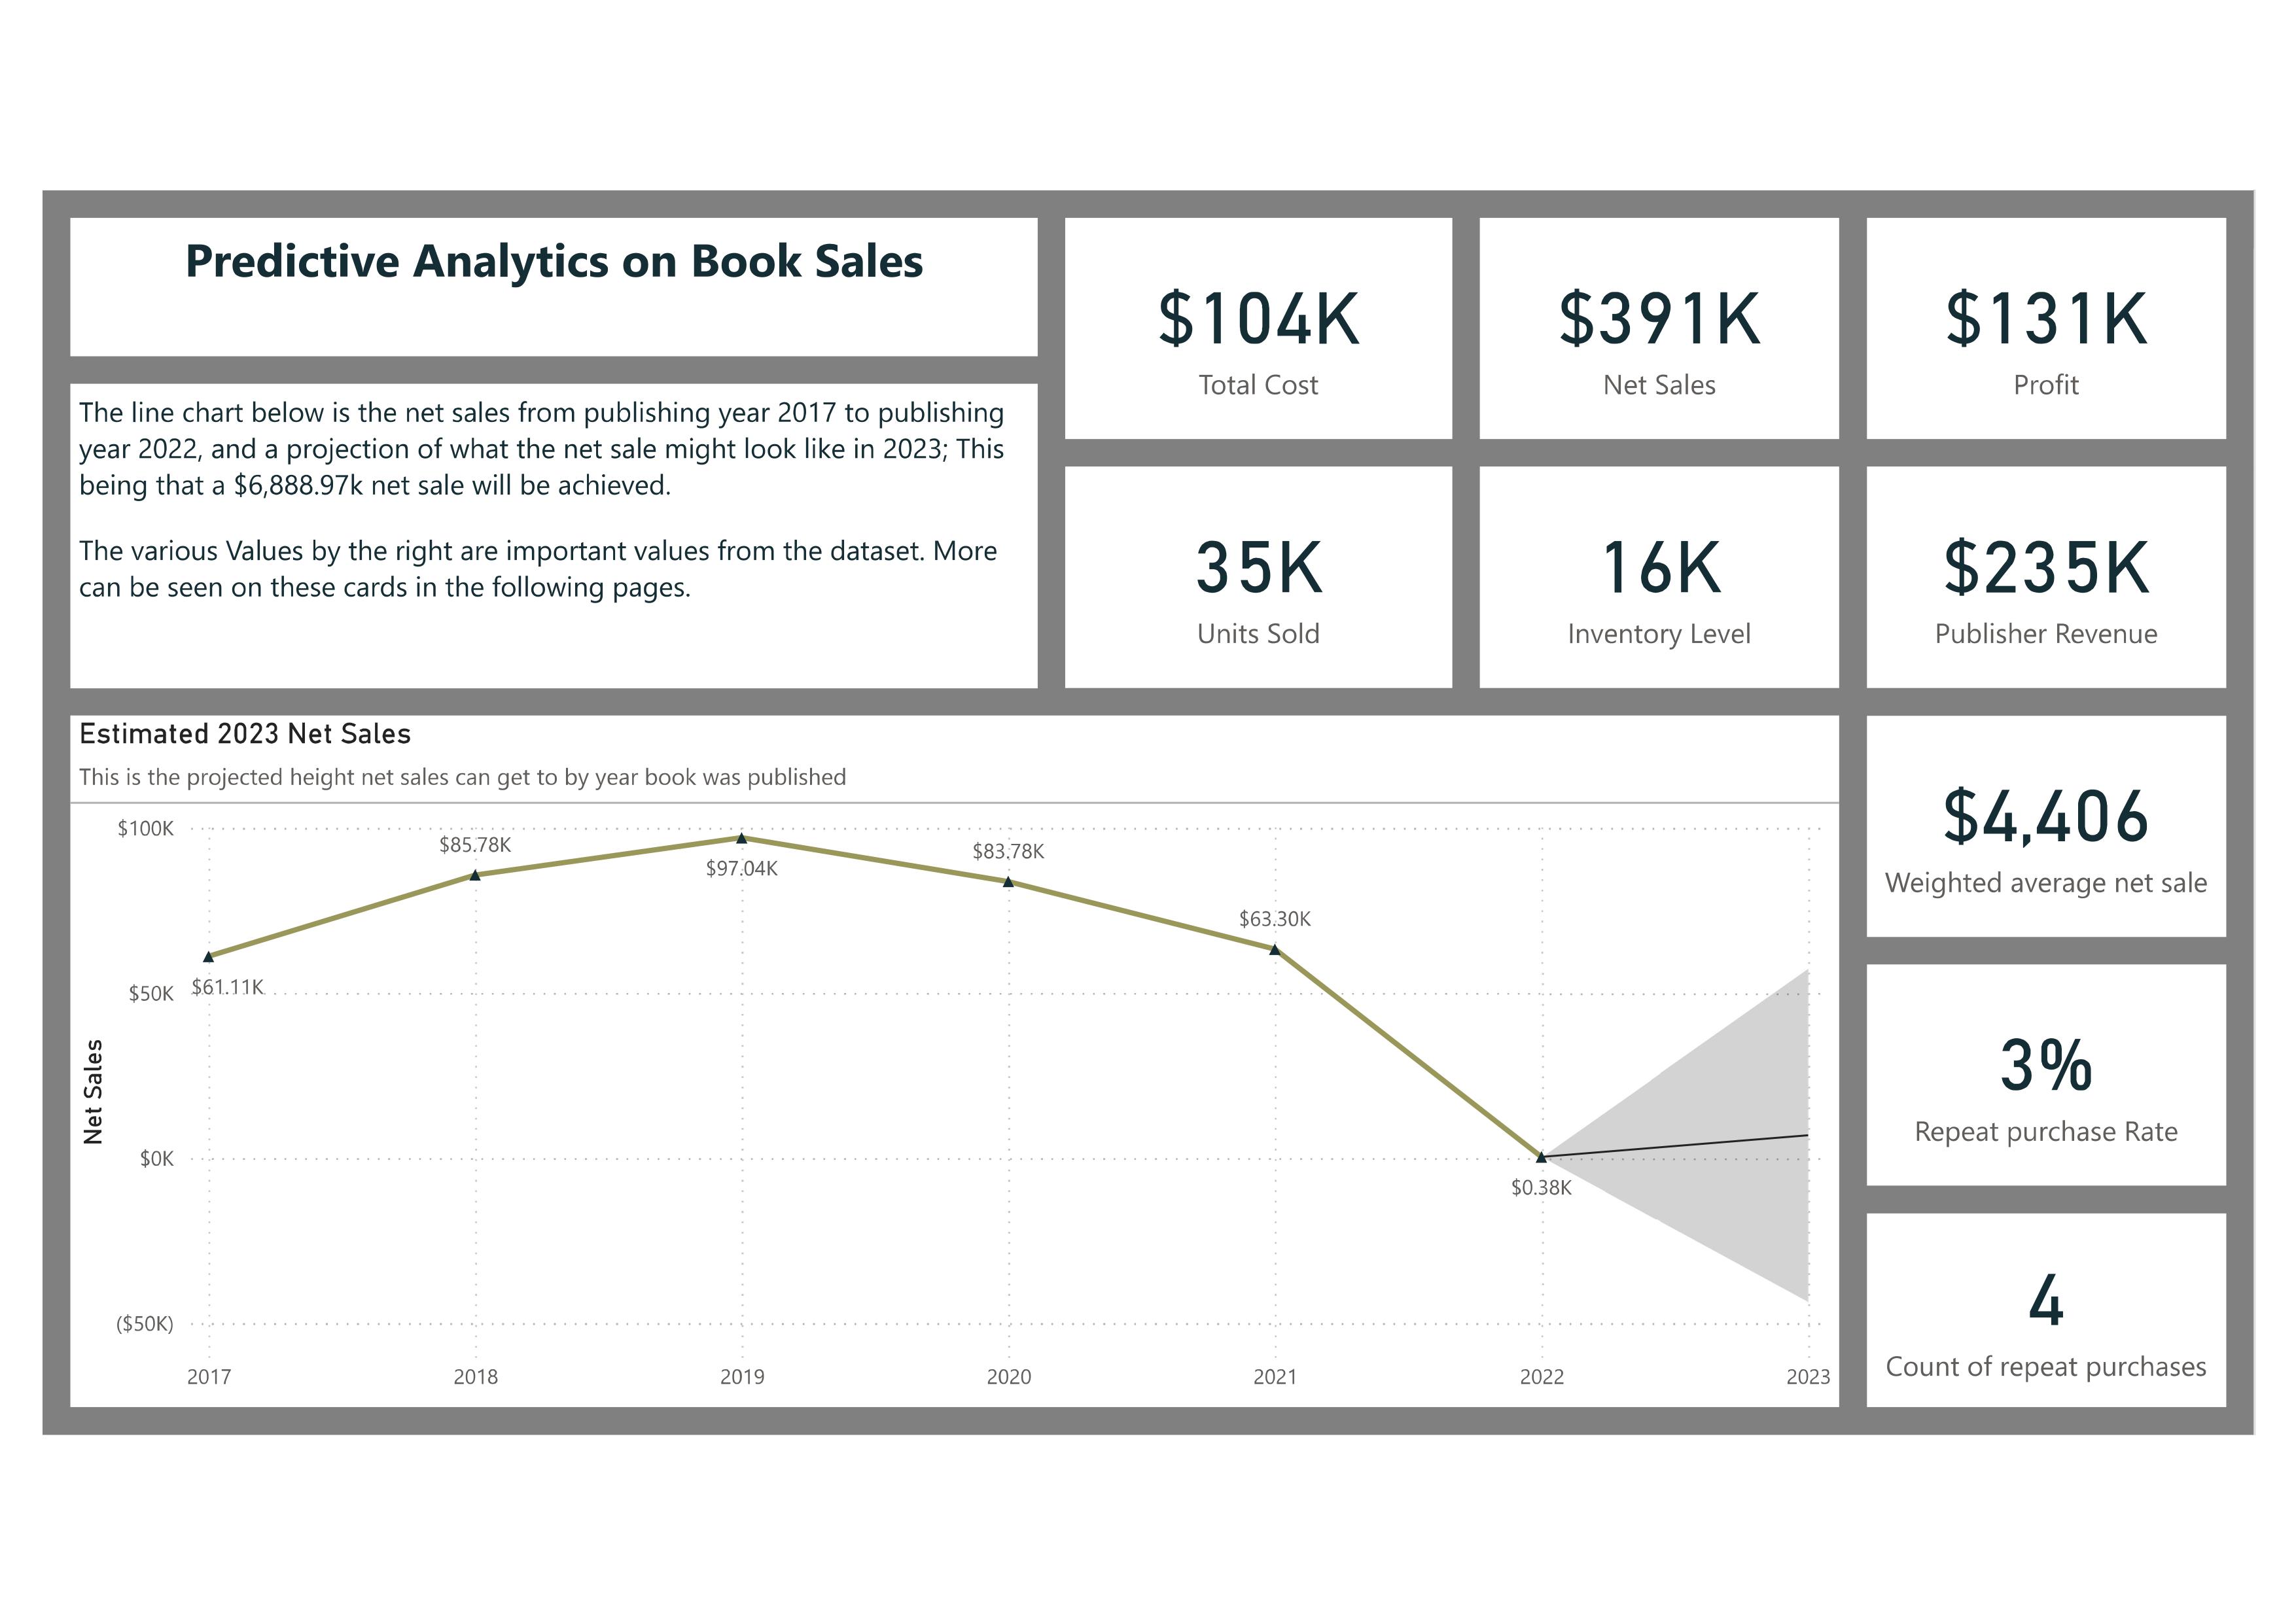 Predictive Analytics on Book Sales
The line chart below is the net sales from publishing year 2017 to publishing
year 2022, and a projection of what the net sale might look like in 2023; This
being that a $6,888.97k net sale will be achieved.
The various Values by the right are important values from the dataset. More
can be seen on these cards in the following pages.
$104K
Total Cost
$391K
Net Sales
$131K
Profit
35K
Units Sold
16K
Inventory Level
$235K
Publisher Revenue
Estimated 2023 Net Sales
This is the projected height net sales can get to by year book was published
Net Sales
$100K
$50K
$0K
($50K)
$61.11K
$85.78K
$97.04K
$83.78K
$63.30K
$0.38K
2017
2018
2019
2020
2021
2022
2023
$4,406
Weighted average net sale
3%
Repeat purchase Rate
4
Count of repeat purchases